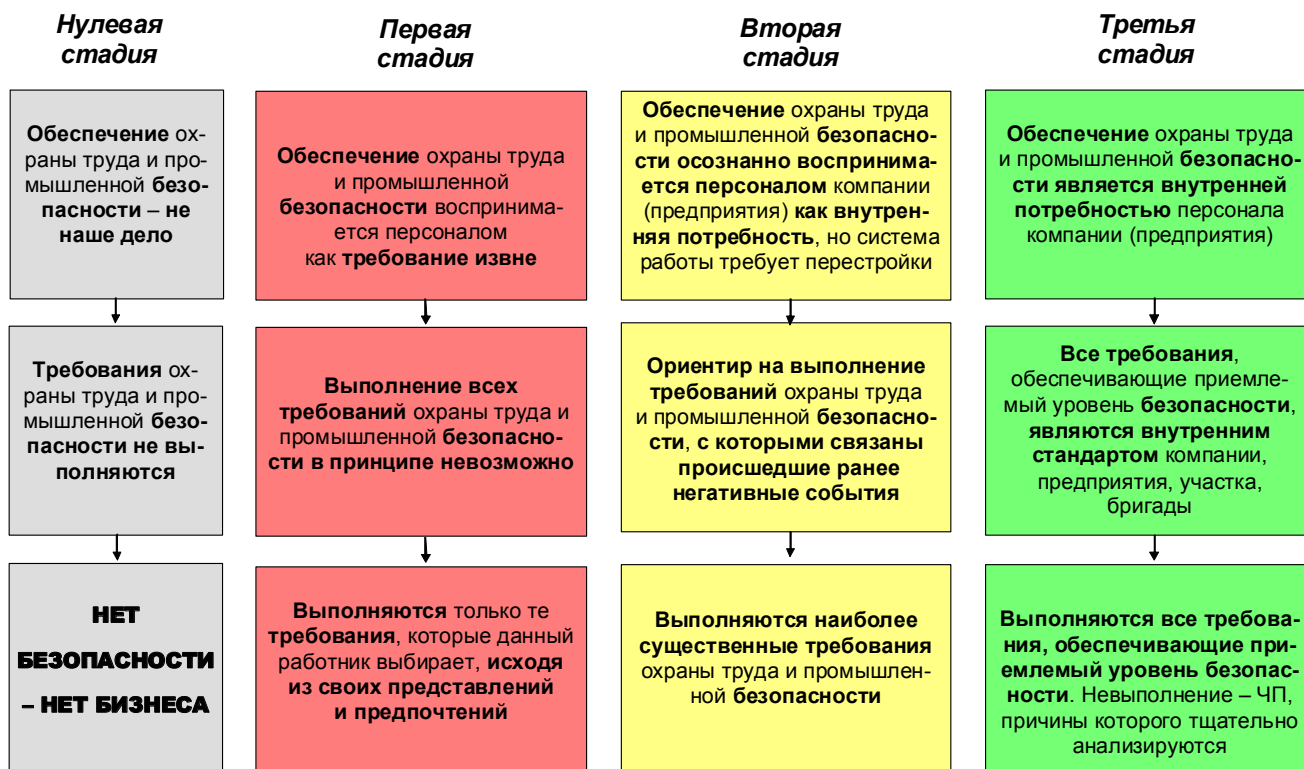 Нулевая
стадия
Обеспечение ох-
раны труда и про-
мышленной безо-
пасности – не
наше дело
Требования ох-
раны труда и про-
мышленной безо-
пасности не вы-
полняются
НЕТ
БЕЗОПАСНОСТИ
– НЕТ БИЗНЕСА
Первая
стадия
Обеспечение охраны труда
и промышленной
безопасности воспринима-
ется персоналом
как требование извне
Выполнение всех
требований охраны труда и
промышленной безопасно-
сти в принципе невозможно
Выполняются только те
требования, которые данный
работник выбирает, исходя
из своих представлений
и предпочтений
Вторая
стадия
Обеспечение охраны труда
и промышленной безопасно-
сти осознанно воспринима-
ется персоналом компании
(предприятия) как внутрен-
няя потребность, но система
работы требует перестройки
Ориентир на выполнение
требований охраны труда
и промышленной безопасно-
сти, с которыми связаны
происшедшие ранее
негативные события
Выполняются наиболее
существенные требования
охраны труда и промышлен-
ной безопасности
Третья
стадия
Обеспечение охраны труда
и промышленной безопасно-
сти является внутренней
потребностью персонала
компании (предприятия)
Все требования,
обеспечивающие приемле-
мый уровень безопасности,
являются внутренним
стандартом компании,
предприятия, участка,
бригады
Выполняются все требова-
ния, обеспечивающие при-
емлемый уровень безопас-
ности. Невыполнение – ЧП,
причины которого тщательно
анализируются